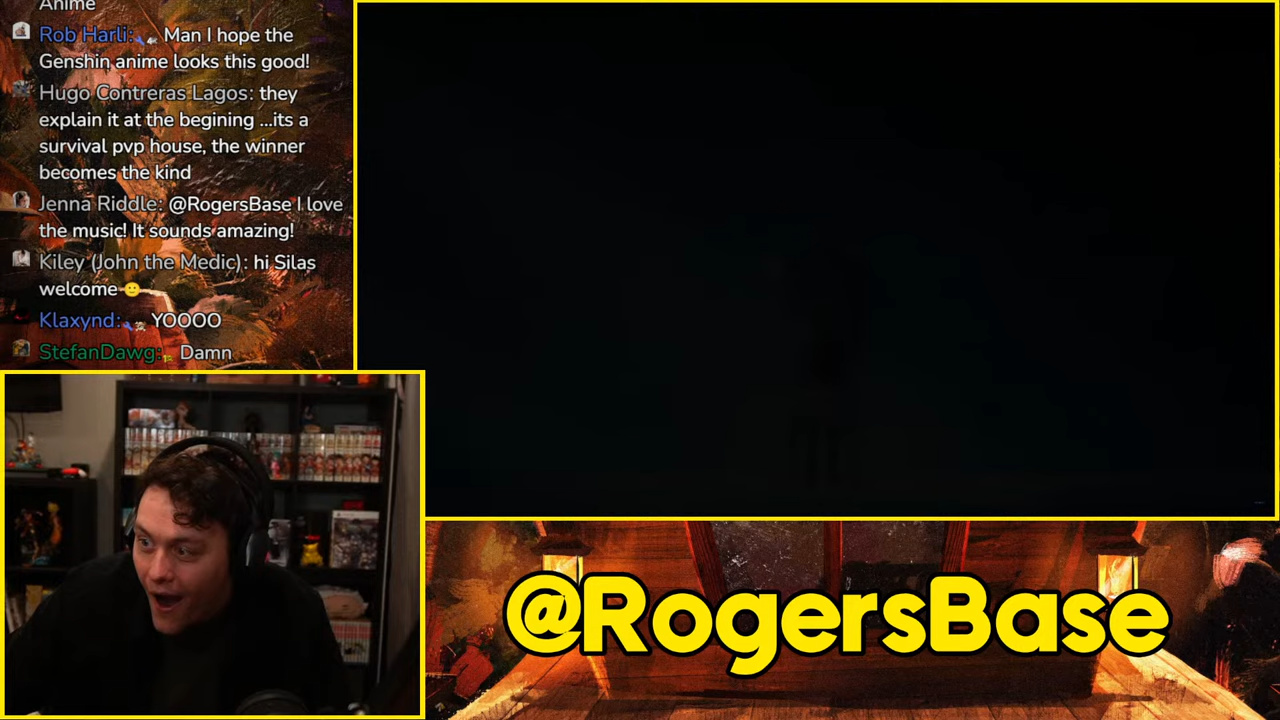 Anime
Rob Harli: Man I hope the
Genshin anime looks this good!
Hugo Contreras Lagos: they
explain it at the begining ...its a
survival pvp house, the winner
becomes the kind
Jenna Riddle: @RogersBase I love
the music! It sounds amazing!
Kiley (John the Medic): hi Silas
welcome 🙂
Klaxynd: YOOOO
StefanDawg: Damn
@RogersBase